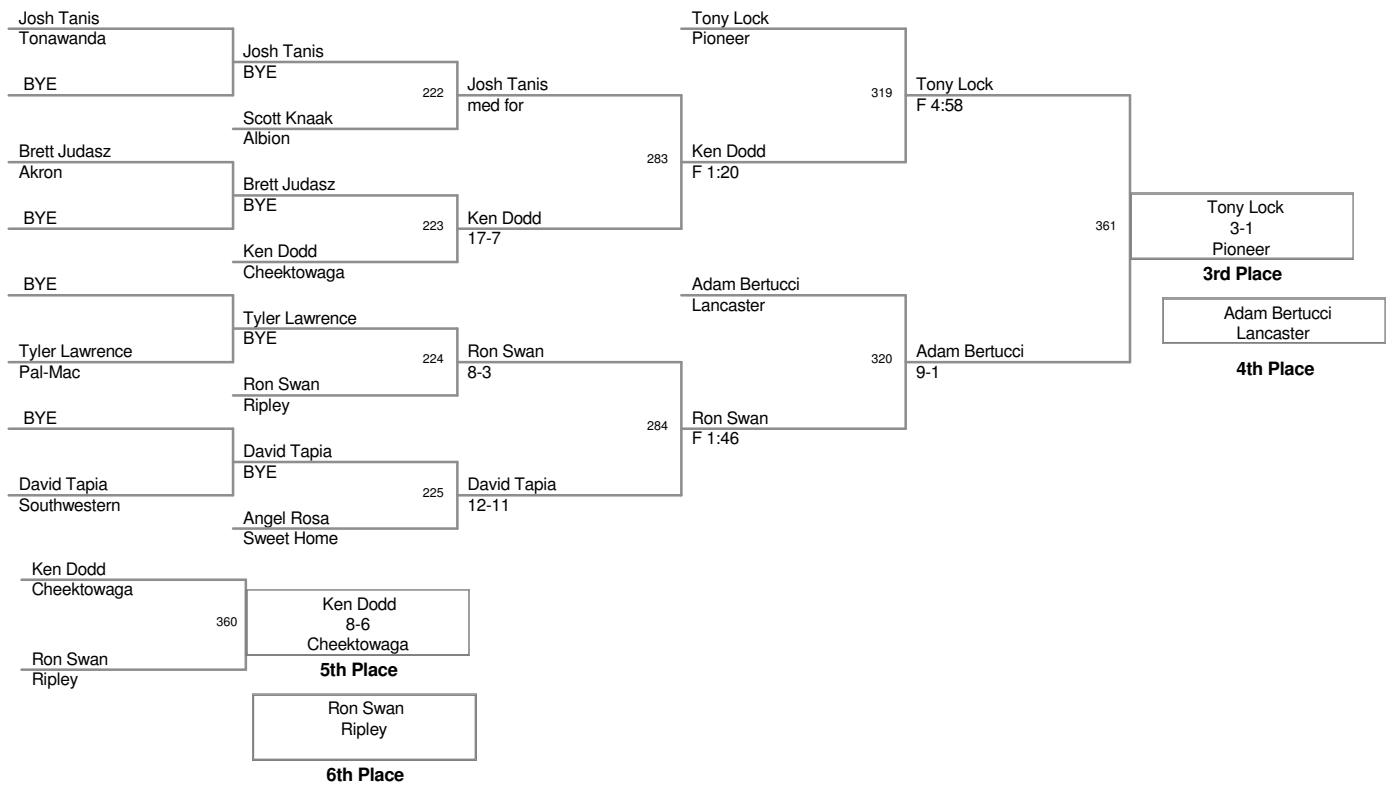 Josh Tanis
Tonawanda
BYE
Brett Judasz
Akron
BYE
BYE
Tyler Lawrence
Pal-Mac
BYE
David Tapia
Southwestern
Josh Tanis
BYE
222
Scott Knaak
Albion
Brett Judasz
BYE
223
Ken Dodd
Cheektowaga
Tyler Lawrence
BYE
224
Ron Swan
Ripley
David Tapia
BYE
225
Angel Rosa
Sweet Home
Josh Tanis
med for
283
Ken Dodd
17-7
Ron Swan
8-3
284
David Tapia
12-11
Tony Lock
Pioneer
319
Ken Dodd
F 1:20
Adam Bertucci
Lancaster
320
Ron Swan
F 1:46
Tony Lock
F 4:58
361
Adam Bertucci
9-1
Tony Lock
3-1
Pioneer
3rd Place
Adam Bertucci
Lancaster
4th Place
Ken Dodd
Cheektowaga
360
Ron Swan
Ripley
Ken Dodd
8-6
Cheektowaga
5th Place
Ron Swan
Ripley
6th Place